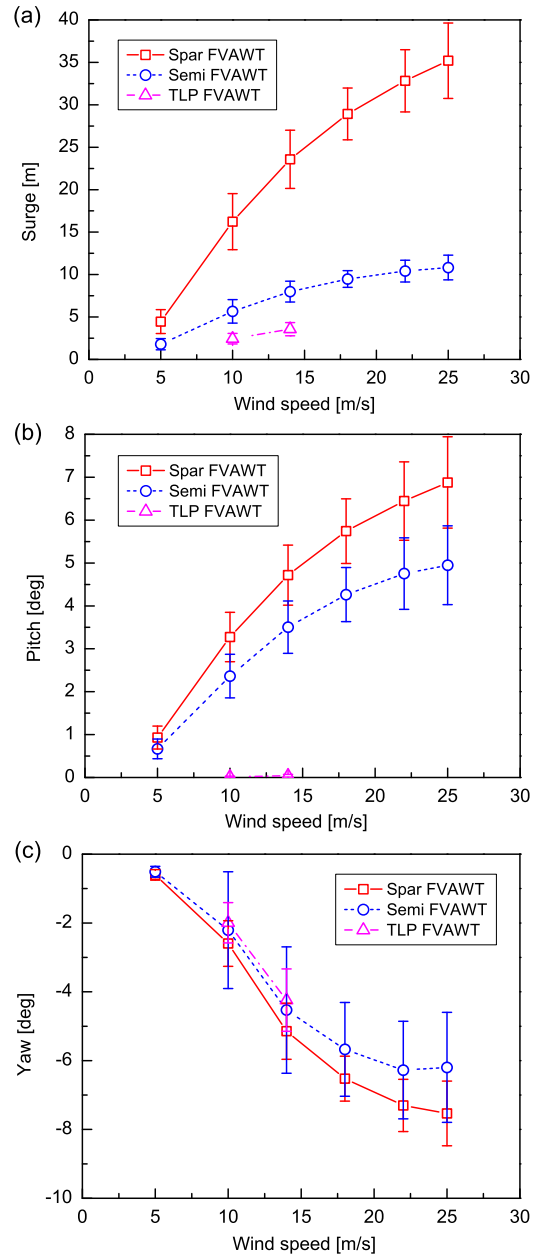 (a)
40
35
30
25
20
15
10
5
0
Surge [m]
Spar FVAWT
Semi FVAWT
TLP FVAWT
0 5 10 15 20 25 30
Wind speed [m/s]
(b)
8
7
6
5
4
3
2
1
0
Pitch [deg]
Spar FVAWT
Semi FVAWT
TLP FVAWT
0 5 10 15 20 25 30
Wind speed [m/s]
(c)
0
-2
-4
-6
-8
-10
Yaw [deg]
Spar FVAWT
Semi FVAWT
TLP FVAWT
0 5 10 15 20 25 30
Wind speed [m/s]